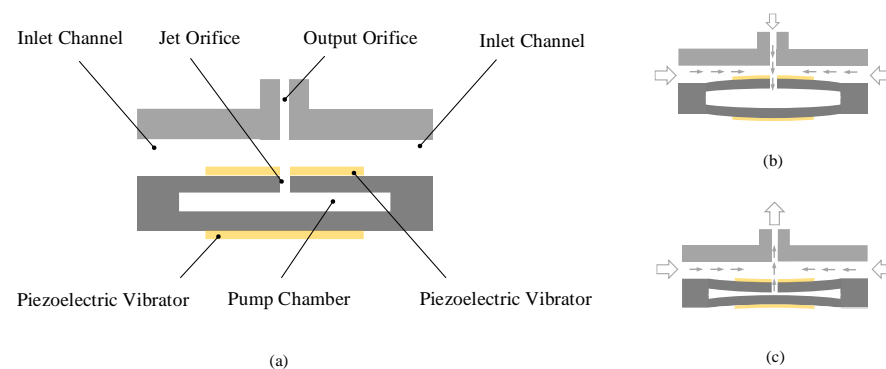 Inlet Channel Jet Orifice Output Orifice Inlet Channel
Piezoelectric Vibrator Pump Chamber Piezoelectric Vibrator
(a)
(b)
(c)